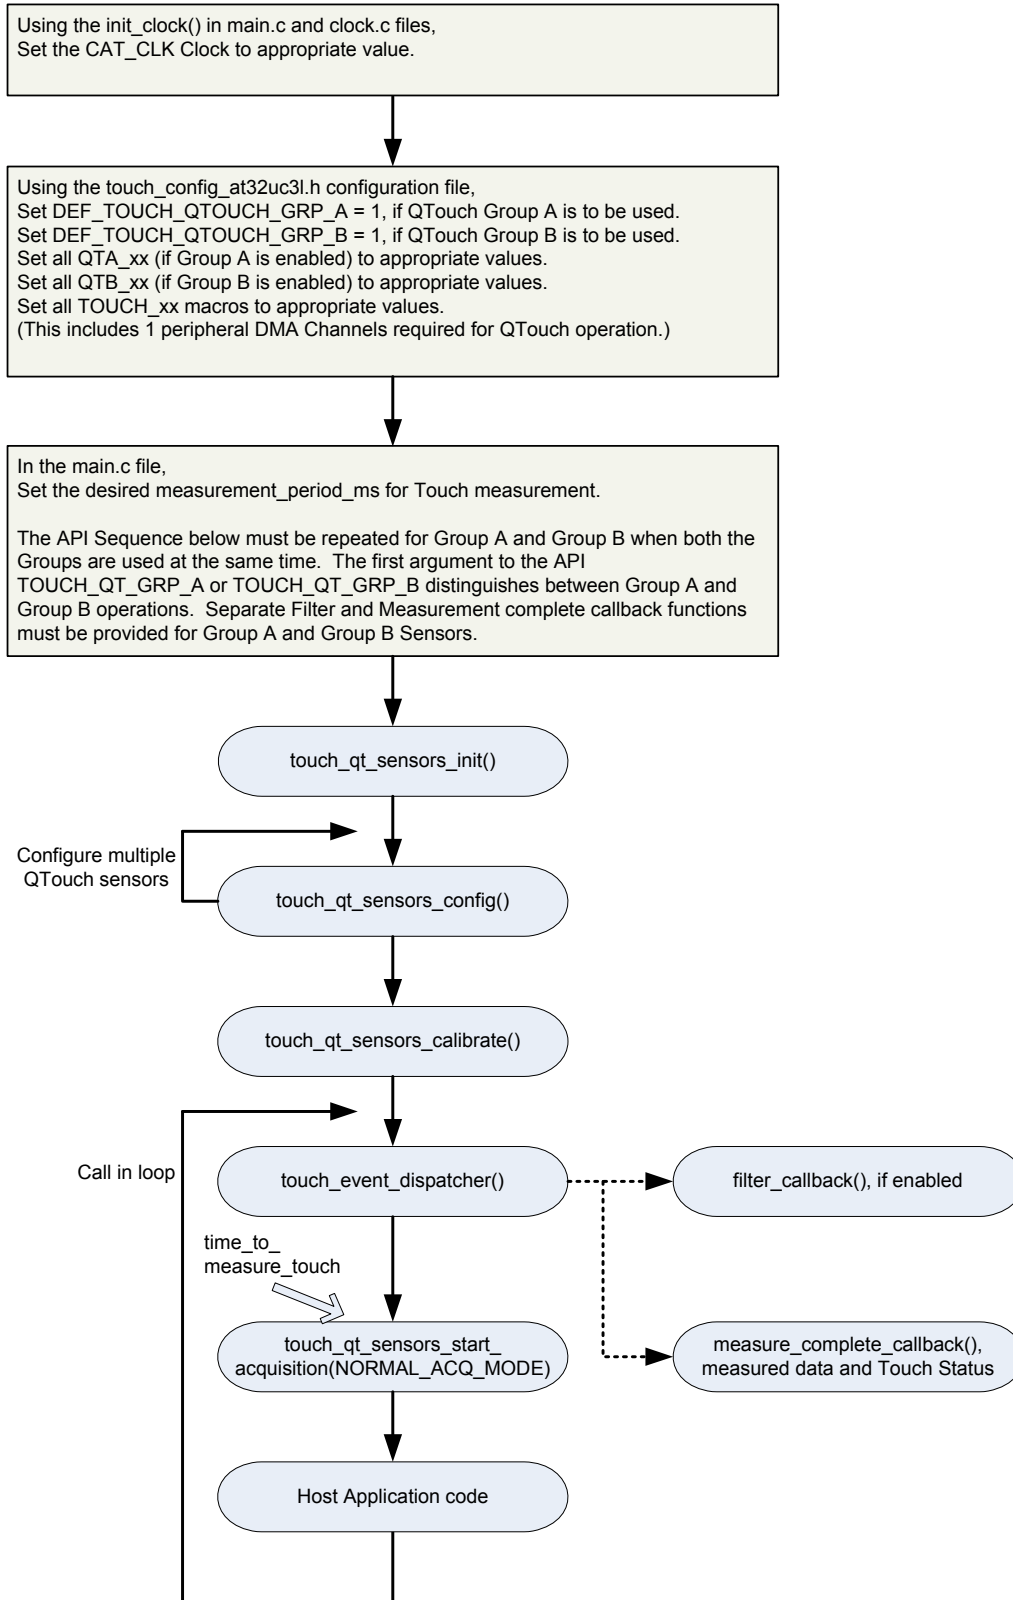 Using the init_clock() in main.c and clock.c files,
Set the CAT_CLK Clock to appropriate value.
Using the touch_config_at32uc3l.h configuration file,
Set DEF_TOUCH_QTOUCH_GRP_A = 1, if QTouch Group A is to be used.
Set DEF_TOUCH_QTOUCH_GRP_B = 1, if QTouch Group B is to be used.
Set all QTA_xx (if Group A is enabled) to appropriate values.
Set all QTB_xx (if Group B is enabled) to appropriate values.
Set all TOUCH_xx macros to appropriate values.
(This includes 1 peripheral DMA Channels required for QTouch operation.)
In the main.c file,
Set the desired measurement_period_ms for Touch measurement.
The API Sequence below must be repeated for Group A and Group B when both the
Groups are used at the same time.  The first argument to the API
TOUCH_QT_GRP_A or TOUCH_QT_GRP_B distinguishes between Group A and
Group B operations.  Separate Filter and Measurement complete callback functions
must be provided for Group A and Group B Sensors.
touch_qt_sensors_init()
Configure multiple
QTouch sensors
touch_qt_sensors_config()
touch_qt_sensors_calibrate()
Call in loop
touch_event_dispatcher()
filter_callback(), if enabled
time_to_
measure_touch
touch_qt_sensors_start_
acquisition(NORMAL_ACQ_MODE)
measure_complete_callback(),
measured data and Touch Status
Host Application code